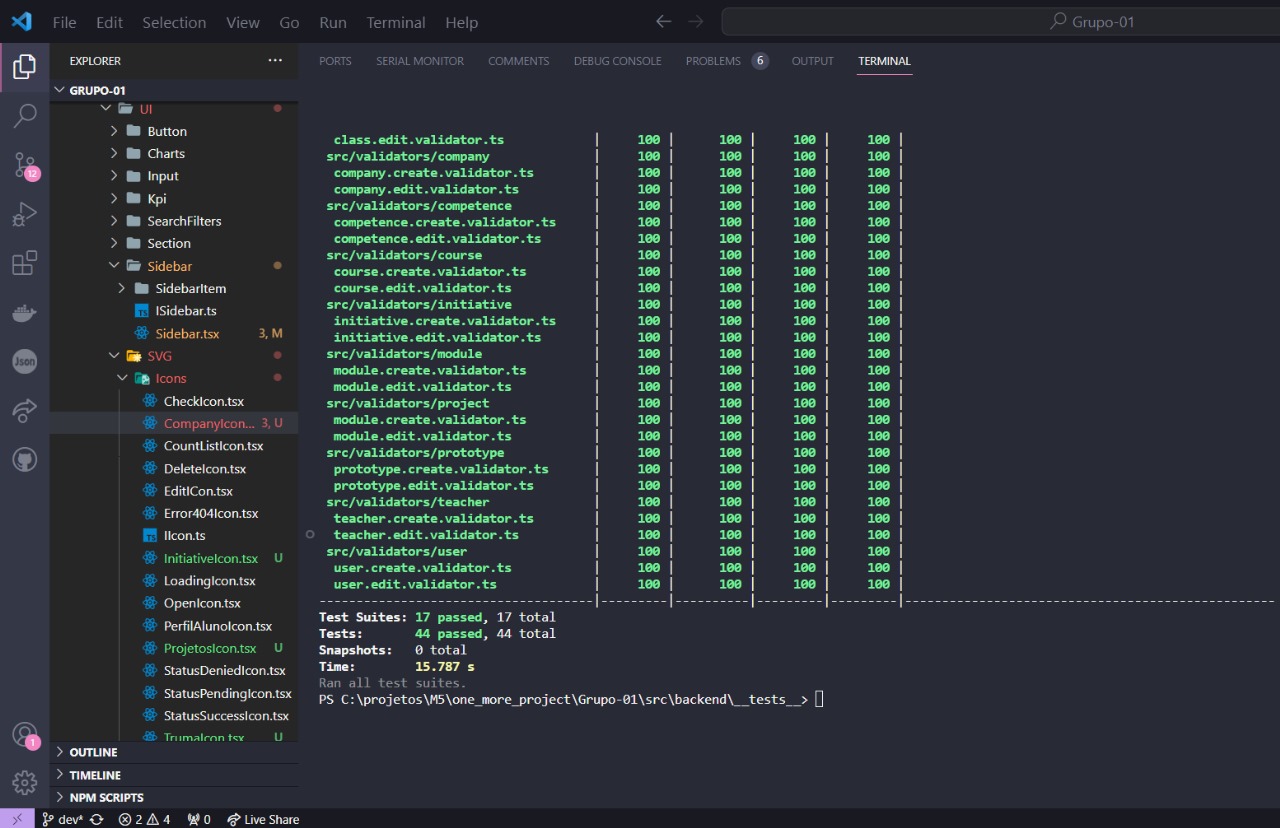 File Edit Selection View Go Run Terminal Help
Grupo-01
EXPLORER
GRUPO-01
UI
Button
Charts
Input
Kpi
SearchFilters
Section
Sidebar
SidebarItem
ISidebar.ts
Sidebar.tsx 3, M
SVG
Icons
CheckIcon.tsx
CompanyIcon... 3, U
CountListIcon.tsx
DeleteIcon.tsx
EditICon.tsx
Error404Icon.tsx
IIcon.ts
InitiativeIcon.tsx U
LoadingIcon.tsx
OpenIcon.tsx
PerfilAlunoIcon.tsx
ProjetosIcon.tsx U
StatusDeniedIcon.tsx
StatusPendingIcon.tsx
StatusSuccessIcon.tsx
TrumaIcon.tsx U
OUTLINE
TIMELINE
NPM SCRIPTS
12
Json
1
TS
TS
PORTS SERIAL MONITOR COMMENTS DEBUG CONSOLE PROBLEMS 6 OUTPUT TERMINAL
class.edit.validator.ts | 100 | 100 | 100 | 100 |
src/validators/company | 100 | 100 | 100 | 100 |
company.create.validator.ts | 100 | 100 | 100 | 100 |
company.edit.validator.ts | 100 | 100 | 100 | 100 |
src/validators/competence | 100 | 100 | 100 | 100 |
competence.create.validator.ts | 100 | 100 | 100 | 100 |
competence.edit.validator.ts | 100 | 100 | 100 | 100 |
src/validators/course | 100 | 100 | 100 | 100 |
course.create.validator.ts | 100 | 100 | 100 | 100 |
course.edit.validator.ts | 100 | 100 | 100 | 100 |
src/validators/initiative | 100 | 100 | 100 | 100 |
initiative.create.validator.ts | 100 | 100 | 100 | 100 |
initiative.edit.validator.ts | 100 | 100 | 100 | 100 |
src/validators/module | 100 | 100 | 100 | 100 |
module.create.validator.ts | 100 | 100 | 100 | 100 |
module.edit.validator.ts | 100 | 100 | 100 | 100 |
src/validators/project | 100 | 100 | 100 | 100 |
module.create.validator.ts | 100 | 100 | 100 | 100 |
module.edit.validator.ts | 100 | 100 | 100 | 100 |
src/validators/prototype | 100 | 100 | 100 | 100 |
prototype.create.validator.ts | 100 | 100 | 100 | 100 |
prototype.edit.validator.ts | 100 | 100 | 100 | 100 |
src/validators/teacher | 100 | 100 | 100 | 100 |
teacher.create.validator.ts | 100 | 100 | 100 | 100 |
teacher.edit.validator.ts | 100 | 100 | 100 | 100 |
src/validators/user | 100 | 100 | 100 | 100 |
user.create.validator.ts | 100 | 100 | 100 | 100 |
user.edit.validator.ts | 100 | 100 | 100 | 100 |
Test Suites: 17 passed, 17 total
Tests: 44 passed, 44 total
Snapshots: 0 total
Time: 15.787 s
Ran all test suites.
PS C:\projetos\M5\one_more_project\Grupo-01\src\backend\__tests__>
dev* 2 4 0 Live Share